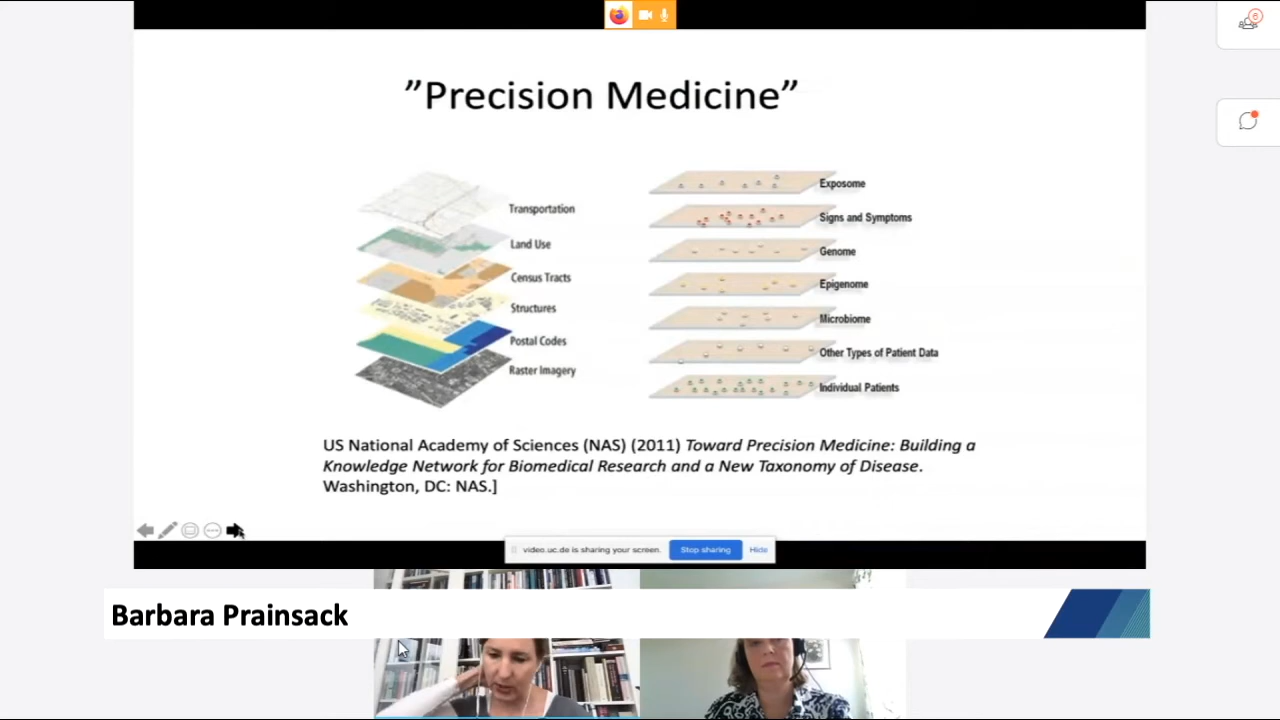 6
”Precision Medicine”
Transportation
Land Use
Census Tracts
Structures
Postal Codes
Raster Imagery
Exposome
Signs and Symptoms
Genome
Epigenome
Microbiome
Other Types of Patient Data
Individual Patients
US National Academy of Sciences (NAS) (2011) Toward Precision Medicine: Building a
Knowledge Network for Biomedical Research and a New Taxonomy of Disease.
Washington, DC: NAS.]
video.uc.de is sharing your screen.
Stop sharing
Hide
Barbara Prainsack